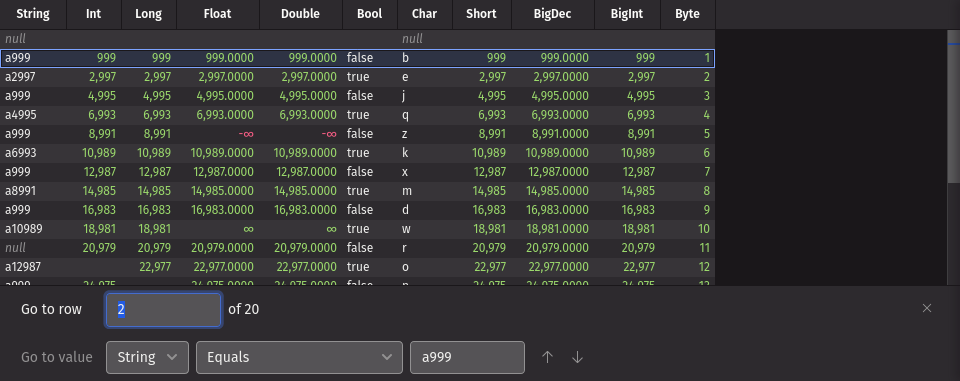 String Int Long Float Double Bool Char Short BigDec BigInt Byte
null null
a999 999 999 999.0000 999.0000 false b 999 999.0000 999 1
a2997 2,997 2,997 2,997.0000 2,997.0000 true e 2,997 2,997.0000 2,997 2
a999 4,995 4,995 4,995.0000 4,995.0000 false j 4,995 4,995.0000 4,995 3
a4995 6,993 6,993 6,993.0000 6,993.0000 true q 6,993 6,993.0000 6,993 4
a999 8,991 8,991 -∞ -∞ false z 8,991 8,991.0000 8,991 5
a6993 10,989 10,989 10,989.0000 10,989.0000 true k 10,989 10,989.0000 10,989 6
a999 12,987 12,987 12,987.0000 12,987.0000 false x 12,987 12,987.0000 12,987 7
a8991 14,985 14,985 14,985.0000 14,985.0000 true m 14,985 14,985.0000 14,985 8
a999 16,983 16,983 16,983.0000 16,983.0000 false d 16,983 16,983.0000 16,983 9
a10989 18,981 18,981 ∞ ∞ true w 18,981 18,981.0000 18,981 10
null 20,979 20,979 20,979.0000 20,979.0000 false r 20,979 20,979.0000 20,979 11
a12987 22,977 22,977.0000 22,977.0000 true o 22,977 22,977.0000 22,977 12
Go to row 2 of 20
Go to value String Equals a999